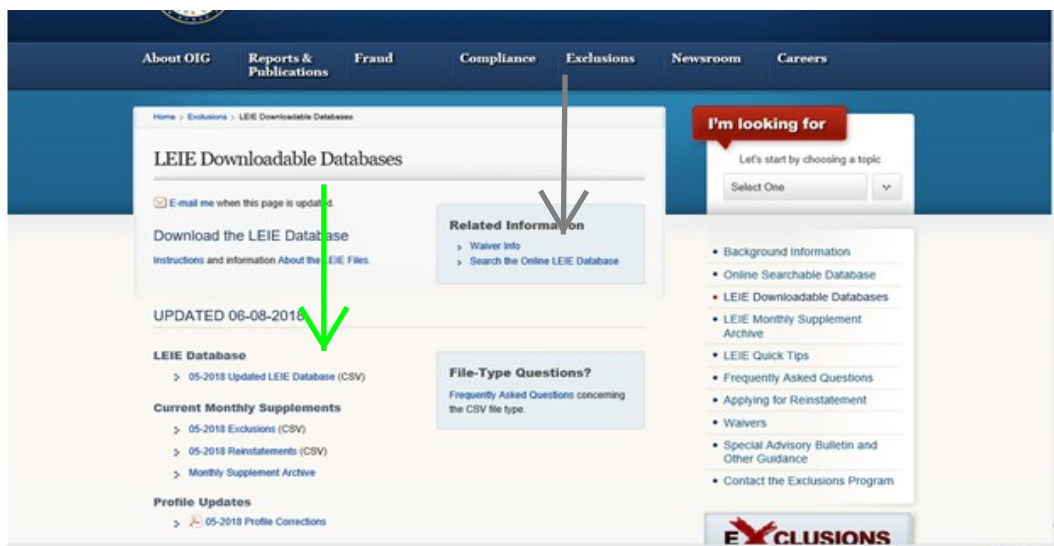 About OIG
Reports &
Publications
Fraud
Compliance
Exclusions
Newsroom
Careers
Home > Exclusions > LEIE Downloadable Databases
LEIE Downloadable Databases
E-mail me when this page is updated.
Download the LEIE Database
Instructions and information About the LEIE Files.
UPDATED 06-08-2018
LEIE Database
05-2018 Updated LEIE Database (CSV)
Current Monthly Supplements
05-2018 Exclusions (CSV)
05-2018 Reinstatements (CSV)
Monthly Supplement Archive
Profile Updates
05-2018 Profile Corrections
Related Information
Waiver Info
Search the Online LEIE Database
File-Type Questions?
Frequently Asked Questions concerning
the CSV file type.
I'm looking for
Let's start by choosing a topic
Select One
Background Information
Online Searchable Database
LEIE Downloadable Databases
LEIE Monthly Supplement
Archive
LEIE Quick Tips
Frequently Asked Questions
Applying for Reinstatement
Waivers
Special Advisory Bulletin and
Other Guidance
Contact the Exclusions Program
EXCLUSIONS